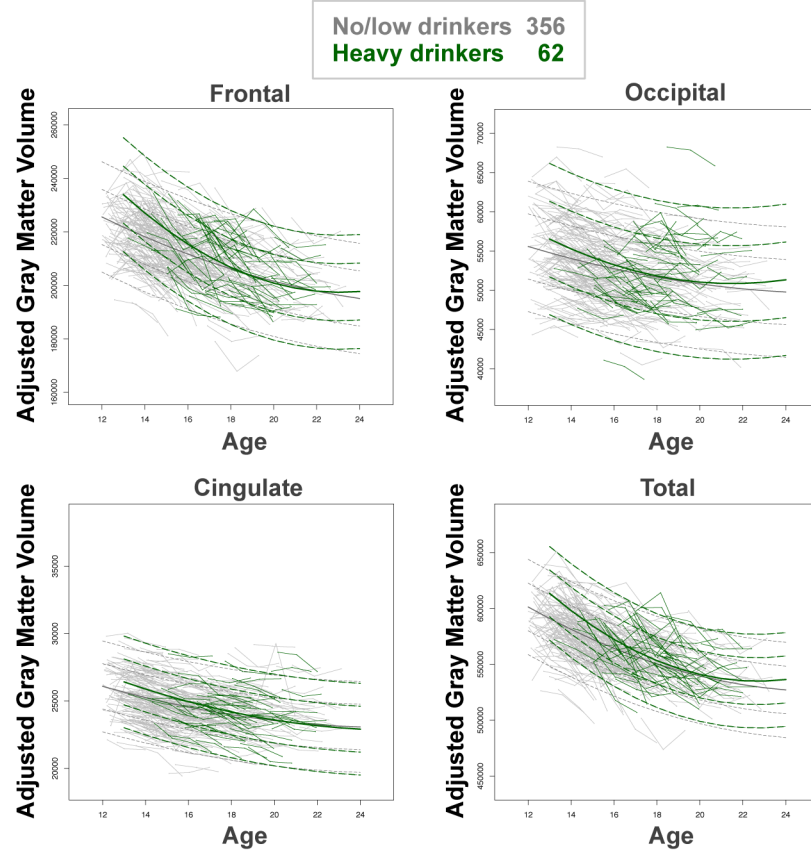 No/low drinkers 356
Heavy drinkers 62
Frontal
Adjusted Gray Matter Volume
260000
240000
220000
200000
180000
160000
12 14 16 18 20 22 24
Age
Occipital
Adjusted Gray Matter Volume
70000
65000
60000
55000
50000
45000
40000
12 14 16 18 20 22 24
Age
Cingulate
Adjusted Gray Matter Volume
35000
30000
25000
20000
12 14 16 18 20 22 24
Age
Total
Adjusted Gray Matter Volume
650000
600000
550000
500000
450000
12 14 16 18 20 22 24
Age